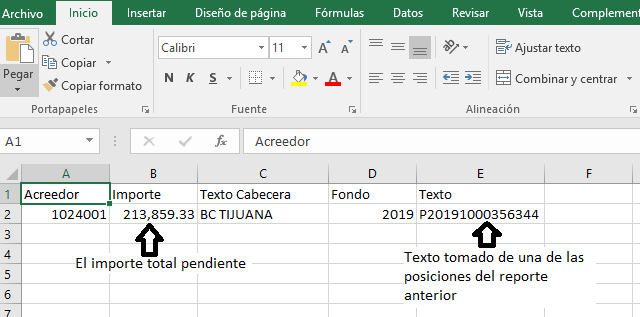 Archivo Inicio Insertar Diseño de página Fórmulas Datos Revisar Vista Complement
Pegar
Cortar
Copiar
Copiar formato
Portapapeles
Calibri 11 A A
N K S A
Fuente
Ajustar texto
Combinar y centrar
Alineación
A1 fx Acreedor
A B C D E F
1 Acreedor Importe Texto Cabecera Fondo Texto
2 1024001 213,859.33 BC TIJUANA 2019 P20191000356344
3
4 El importe total pendiente Texto tomado de una de las
5 posiciones del reporte
6 anterior
7